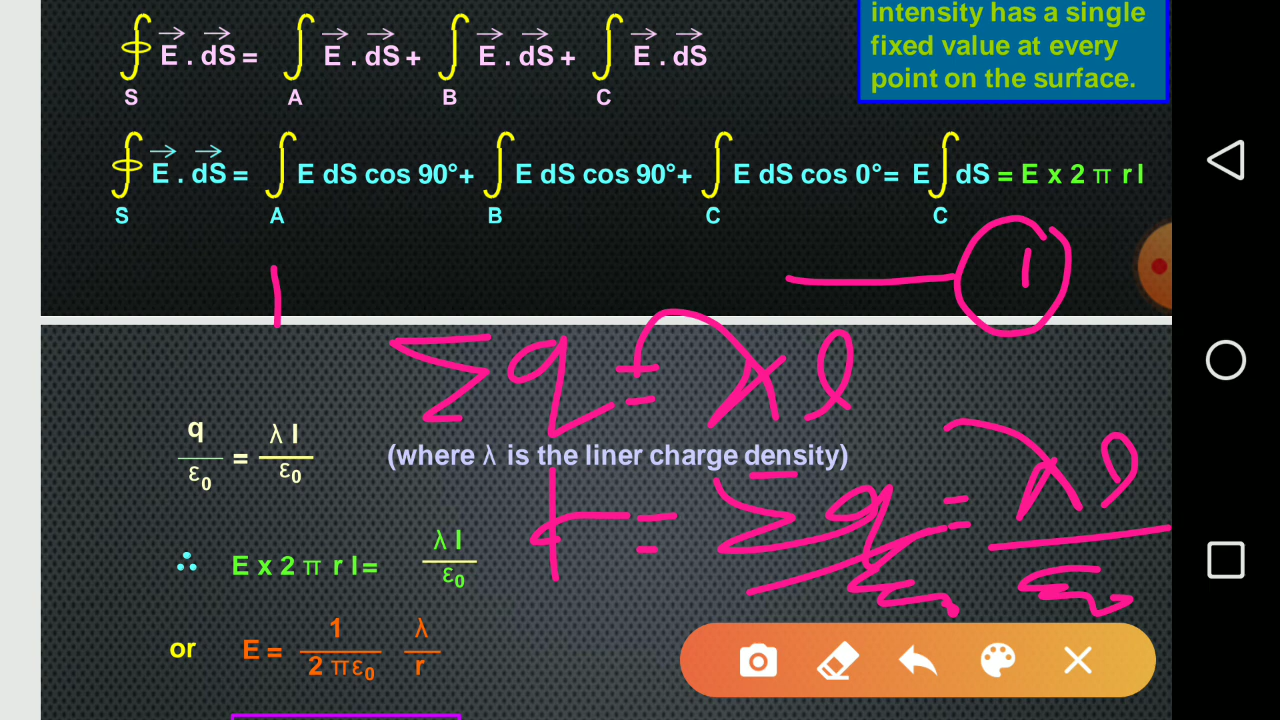 intensity has a single
fixed value at every
point on the surface.
∮ E⃗ . dS⃗ = ∫ E⃗ . dS⃗ + ∫ E⃗ . dS⃗ + ∫ E⃗ . dS⃗
S A B C
∮ E⃗ . dS⃗ = ∫ E dS cos 90°+ ∫ E dS cos 90°+ ∫ E dS cos 0°= E ∫ dS = E x 2 π r l
S A B C C
1
Σq = λl
q/ε₀ = λ l/ε₀ (where λ is the liner charge density)
ϕ = Σq/ε₀ = λl/ε₀
∴ E x 2 π r l = λ l/ε₀
or E = 1/2 πε₀ λ/r